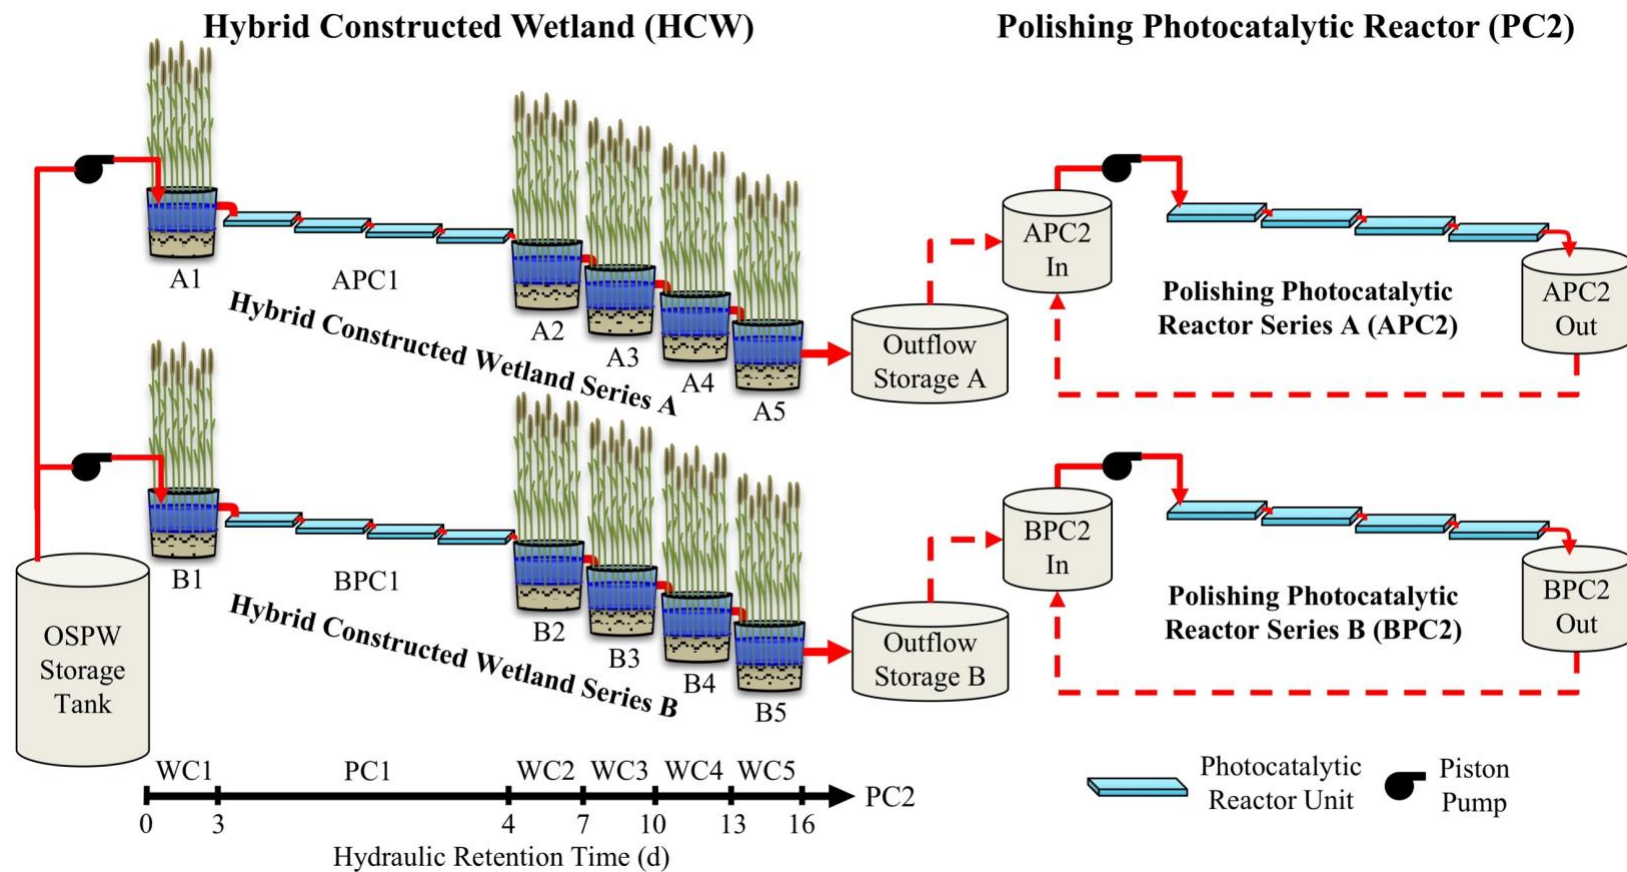 Hybrid Constructed Wetland (HCW)
Polishing Photocatalytic Reactor (PC2)
A1
APC1
A2
A3
A4
A5
Hybrid Constructed Wetland Series A
Outflow
Storage A
APC2
In
Polishing Photocatalytic
Reactor Series A (APC2)
APC2
Out
B1
BPC1
B2
B3
B4
B5
Hybrid Constructed Wetland Series B
Outflow
Storage B
BPC2
In
Polishing Photocatalytic
Reactor Series B (BPC2)
BPC2
Out
OSPW
Storage
Tank
WC1 PC1 WC2 WC3 WC4 WC5
PC2
0 3 4 7 10 13 16
Hydraulic Retention Time (d)
Photocatalytic
Reactor Unit
Piston
Pump